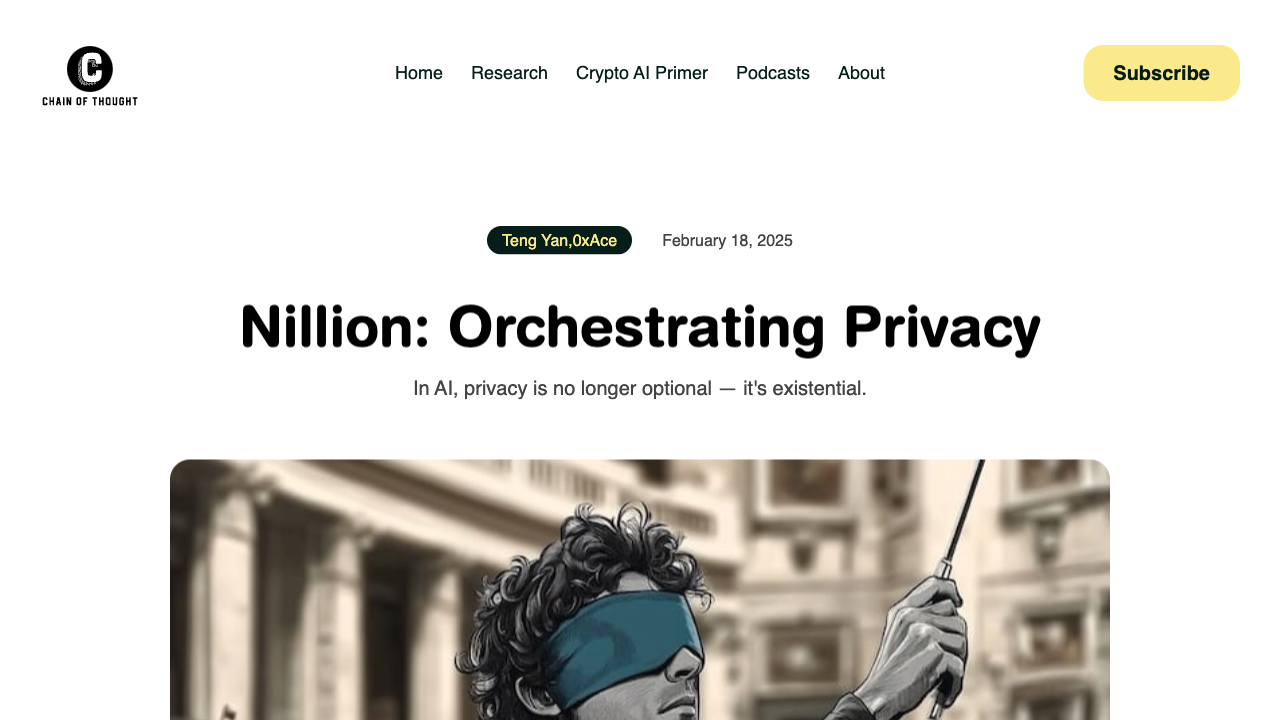 C
CHAIN OF THOUGHT
Home
Research
Crypto AI Primer
Podcasts
About
Subscribe
Teng Yan,0xAce
February 18, 2025
Nillion: Orchestrating Privacy
In AI, privacy is no longer optional — it's existential.